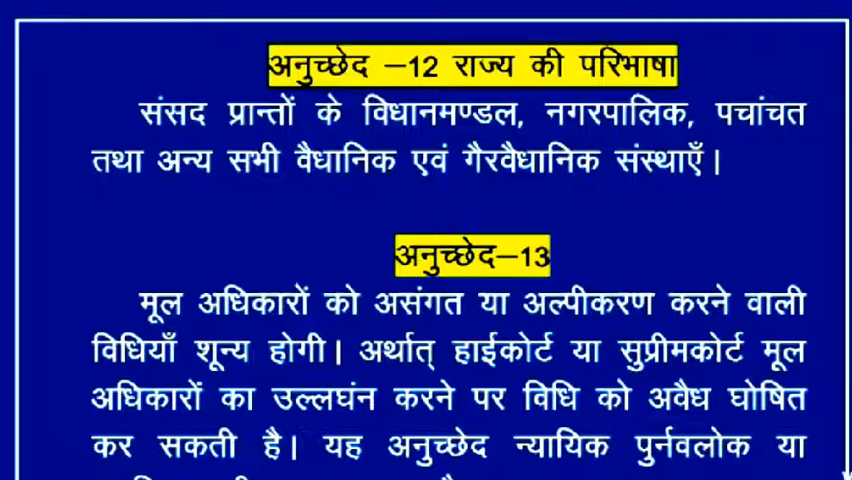 अनुच्छेद –12 राज्य की परिभाषा
संसद प्रान्तों के विधानमण्डल, नगरपालिक, पचांचत
तथा अन्य सभी वैधानिक एवं गैरवैधानिक संस्थाएँ।
अनुच्छेद–13
मूल अधिकारों को असंगत या अल्पीकरण करने वाली
विधियाँ शून्य होगी। अर्थात् हाईकोर्ट या सुप्रीमकोर्ट मूल
अधिकारों का उल्लघंन करने पर विधि को अवैध घोषित
कर सकती है। यह अनुच्छेद न्यायिक पुर्नवलोक या